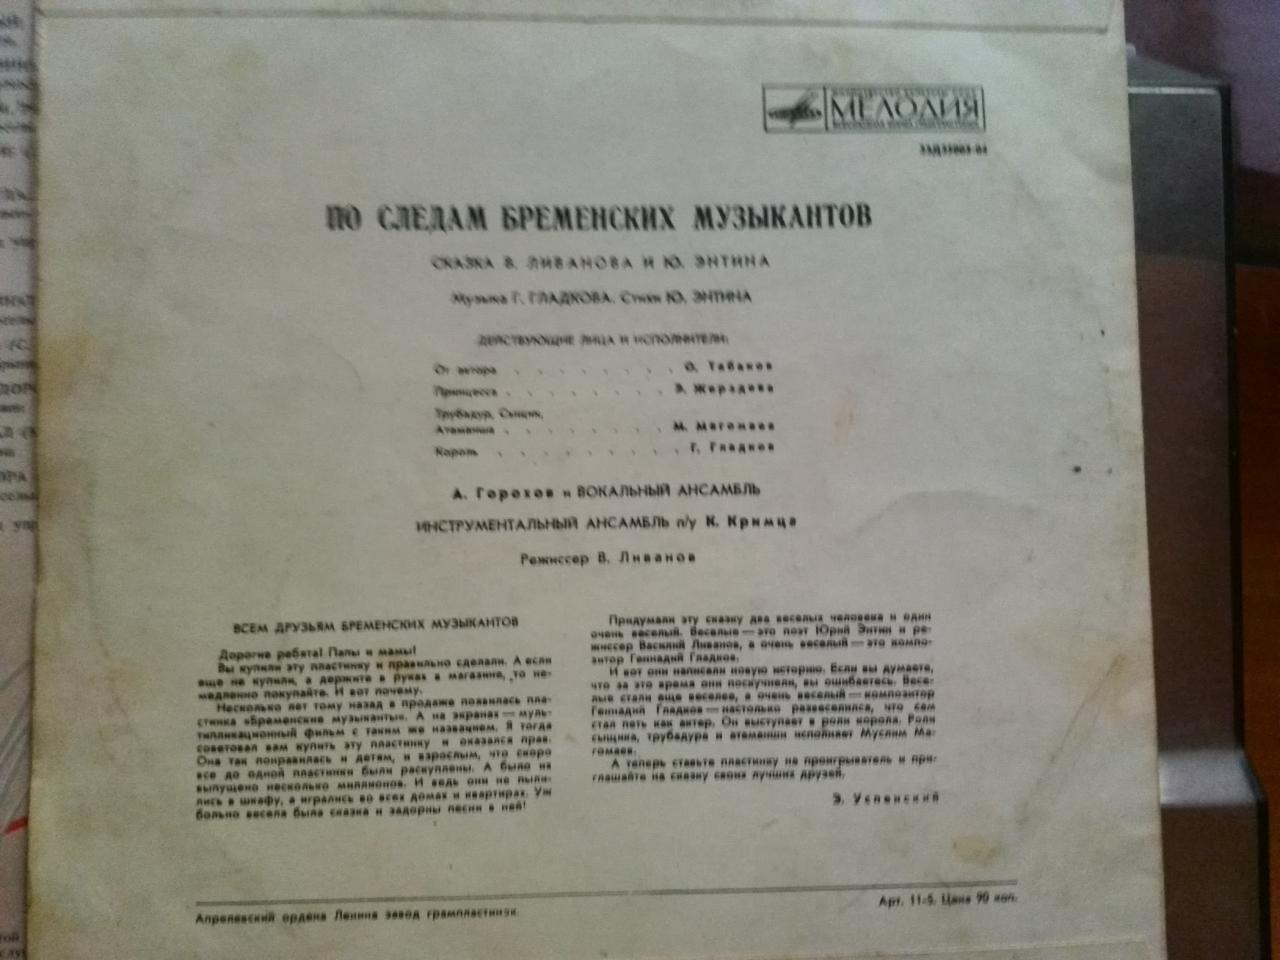 МЕЛОДИЯ
ПО СЛЕДАМ БРЕМЕНСКИХ МУЗЫКАНТОВ
СКАЗКА В. ЛИВАНОВА И Ю. ЭНТИНА
Музыка Г. ГЛАДКОВА. Стихи Ю. ЭНТИНА
ДЕЙСТВУЮЩИЕ ЛИЦА И ИСПОЛНИТЕЛИ:
От автора . . . . . . . . О. Табаков
Принцесса . . . . . . . . Э. Жерздева
Трубадур, Сыщик,
Атаманша . . . . . . . . М. Магомаев
Король . . . . . . . . . Г. Гладков
А. Горохов и ВОКАЛЬНЫЙ АНСАМБЛЬ
ИНСТРУМЕНТАЛЬНЫЙ АНСАМБЛЬ п/у К. Кримца
Режиссер В. Ливанов
ВСЕМ ДРУЗЬЯМ БРЕМЕНСКИХ МУЗЫКАНТОВ
Дорогие ребята! Папы и мамы!
Вы купили эту пластинку и правильно сделали. А если
еще не купили, а держите в руках в магазине, то не-
медленно покупайте. И вот почему.
Несколько лет тому назад в продаже появилась пла-
стинка «Бременские музыканты». А на экранах — муль-
типликационный фильм с таким же названием. Я тогда
советовал вам купить эту пластинку и оказался прав.
Она так понравилась и детям, и взрослым, что скоро
все до одной пластинки были раскуплены. А было их
выпущено несколько миллионов. И ведь они не пыли-
лись в шкафу, а игрались во всех домах и квартирах. Уж
больно весела была сказка и задорны песни в ней!
Придумали эту сказку два веселых человека и один
очень веселый. Веселые — это поэт Юрий Энтин и ре-
жиссер Василий Ливанов, а очень веселый — это компо-
зитор Геннадий Гладков.
И вот они написали новую историю. Если вы думаете,
что за это время они поскучнели, вы ошибаетесь. Весе-
лые стали еще веселее, а очень веселый — композитор
Геннадий Гладков — настолько развеселился, что сам
стал петь как актер. Он выступает в роли короля. Роли
сыщика, трубадура и атаманши исполняет Муслим Ма-
гомаев.
А теперь ставьте пластинку на проигрыватель и при-
глашайте на сказку своих лучших друзей.
Э. Успенский
Апрелевский ордена Ленина завод грампластинок
Арт. 11-5. Цена 90 коп.